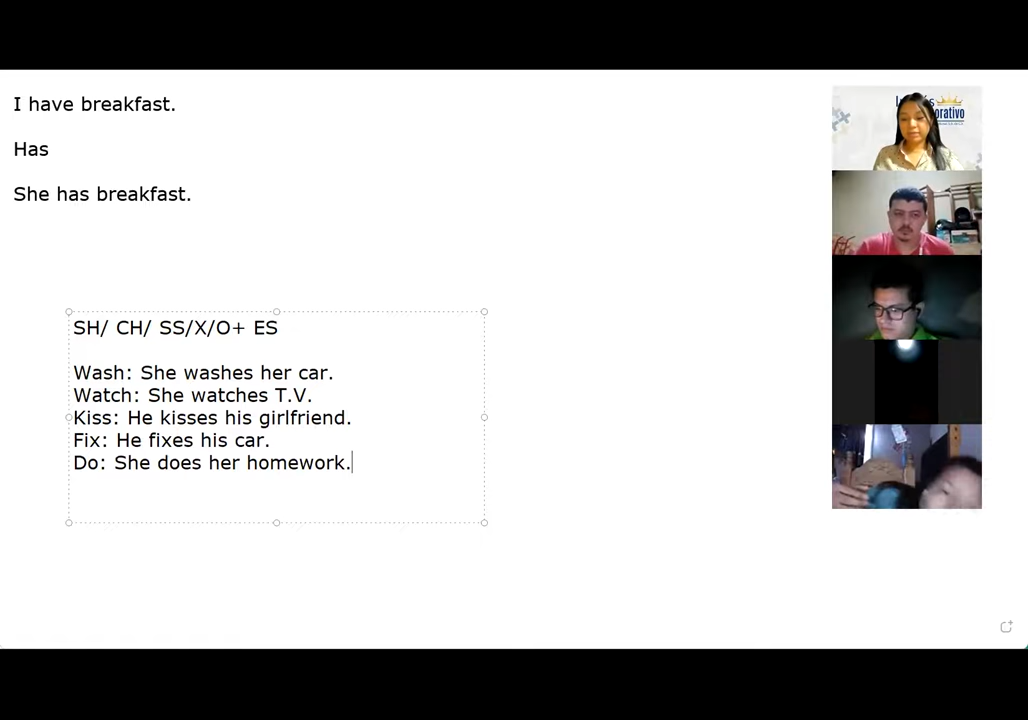 I have breakfast.
Has
She has breakfast.
SH/ CH/ SS/X/O+ ES
Wash: She washes her car.
Watch: She watches T.V.
Kiss: He kisses his girlfriend.
Fix: He fixes his car.
Do: She does her homework.